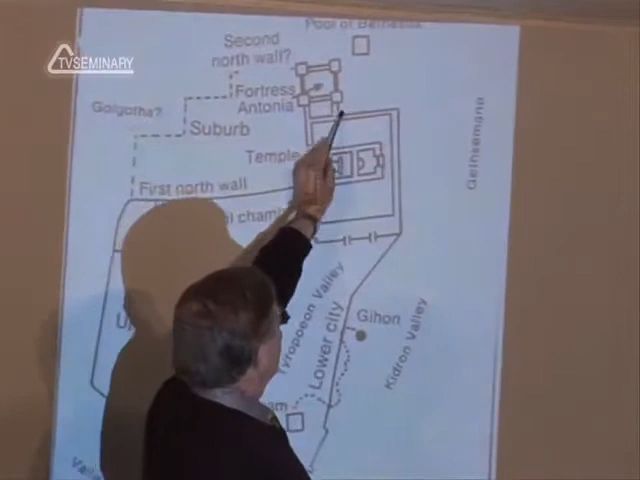 TVSEMINARY
Pool of Bethesda
Second
north wall?
Fortress
Antonia
Golgotha?
Suburb
Temple
First north wall
Gethsemane
Tyropoeon Valley
Lower city
Gihon
Kidron Valley